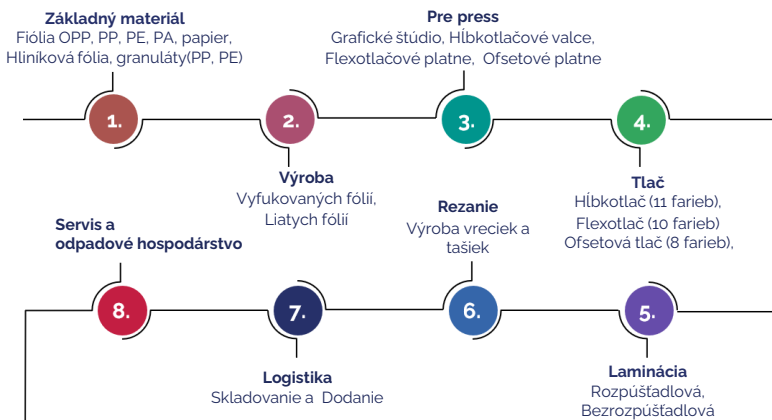 Základný materiál
Fiólia OPP, PP, PE, PA, papier,
Hliníková fólia, granuláty(PP, PE)
1.
2.
Výroba
Vyfukovaných fólií,
Liatych fólií
Pre press
Grafické štúdio, Hĺbkotlačové valce,
Flexotlačové platne, Ofsetové platne
3.
4.
Tlač
Hĺbkotlač (11 farieb),
Flexotlač (10 farieb)
Ofsetová tlač (8 farieb),
5.
Laminácia
Rozpúšťadlová,
Bezrozpúšťadlová
Rezanie
Výroba vreciek a
tašiek
6.
7.
Logistika
Skladovanie a Dodanie
Servis a
odpadové hospodárstvo
8.